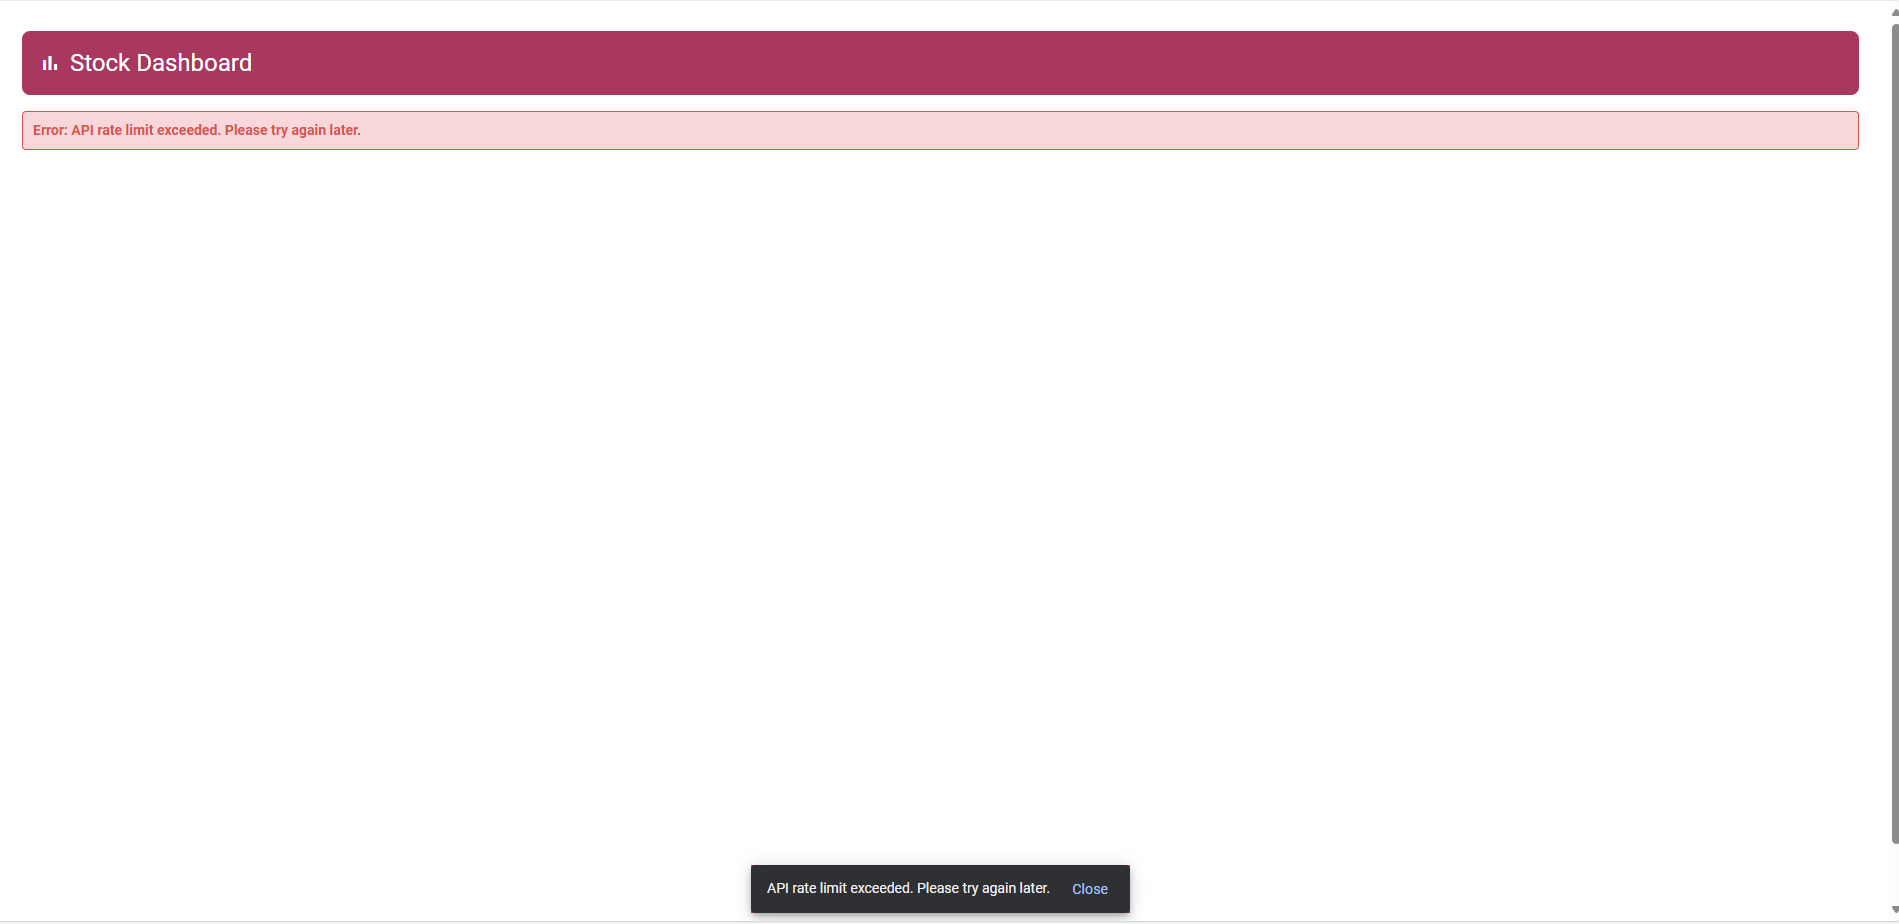 Stock Dashboard
Error: API rate limit exceeded. Please try again later.
API rate limit exceeded. Please try again later. Close